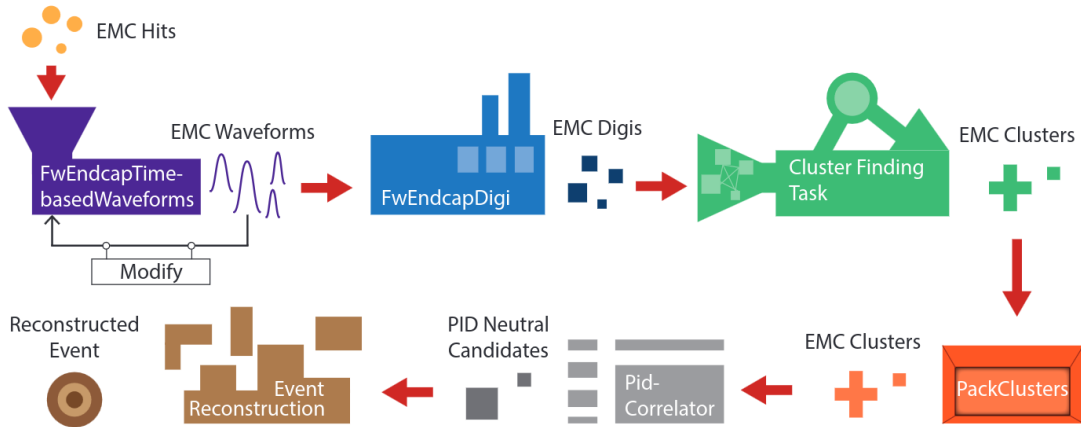 EMC Hits
EMC Waveforms
FwEndcapTime-
basedWaveforms
Modify
FwEndcapDigi
EMC Digis
Cluster Finding
Task
EMC Clusters
PackClusters
EMC Clusters
Pid-
Correlator
PID Neutral
Candidates
Event
Reconstruction
Reconstructed
Event